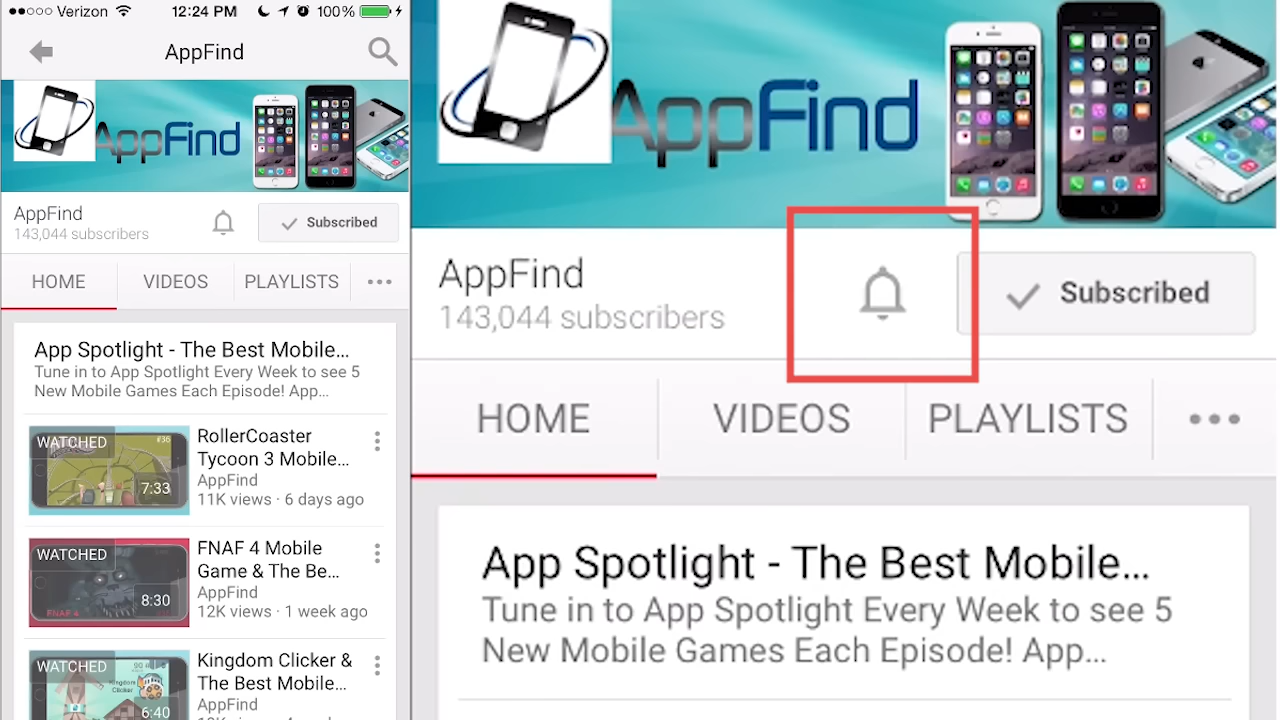 Verizon 12:24 PM 100%
AppFind
AppFind
AppFind
143,044 subscribers
Subscribed
HOME VIDEOS PLAYLISTS
App Spotlight - The Best Mobile...
Tune in to App Spotlight Every Week to see 5
New Mobile Games Each Episode! App...
WATCHED
#36
7:33
RollerCoaster
Tycoon 3 Mobile...
AppFind
11K views · 6 days ago
WATCHED
FNAF 4
8:30
FNAF 4 Mobile
Game & The Be...
AppFind
12K views · 1 week ago
WATCHED
Kingdom
Clicker
6:40
Kingdom Clicker &
The Best Mobile...
AppFind
AppFind
AppFind
143,044 subscribers
Subscribed
HOME VIDEOS PLAYLISTS
App Spotlight - The Best Mobile...
Tune in to App Spotlight Every Week to see 5
New Mobile Games Each Episode! App...